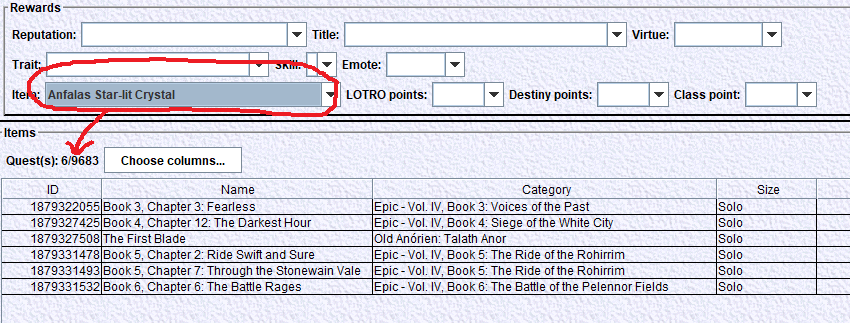 Rewards
Reputation: Title: Virtue:
Trait: Skill: Emote:
Item: Anfalas Star-lit Crystal LOTRO points: Destiny points: Class point:
Items
Quest(s): 6/9683 Choose columns...
ID Name Category Size
1879322055 Book 3, Chapter 3: Fearless Epic - Vol. IV, Book 3: Voices of the Past Solo
1879327425 Book 4, Chapter 12: The Darkest Hour Epic - Vol. IV, Book 4: Siege of the White City Solo
1879327508 The First Blade Old Anórien: Talath Anor Solo
1879331478 Book 5, Chapter 2: Ride Swift and Sure Epic - Vol. IV, Book 5: The Ride of the Rohirrim Solo
1879331493 Book 5, Chapter 7: Through the Stonewain Vale Epic - Vol. IV, Book 5: The Ride of the Rohirrim Solo
1879331532 Book 6, Chapter 6: The Battle Rages Epic - Vol. IV, Book 6: The Battle of the Pelennor Fields Solo